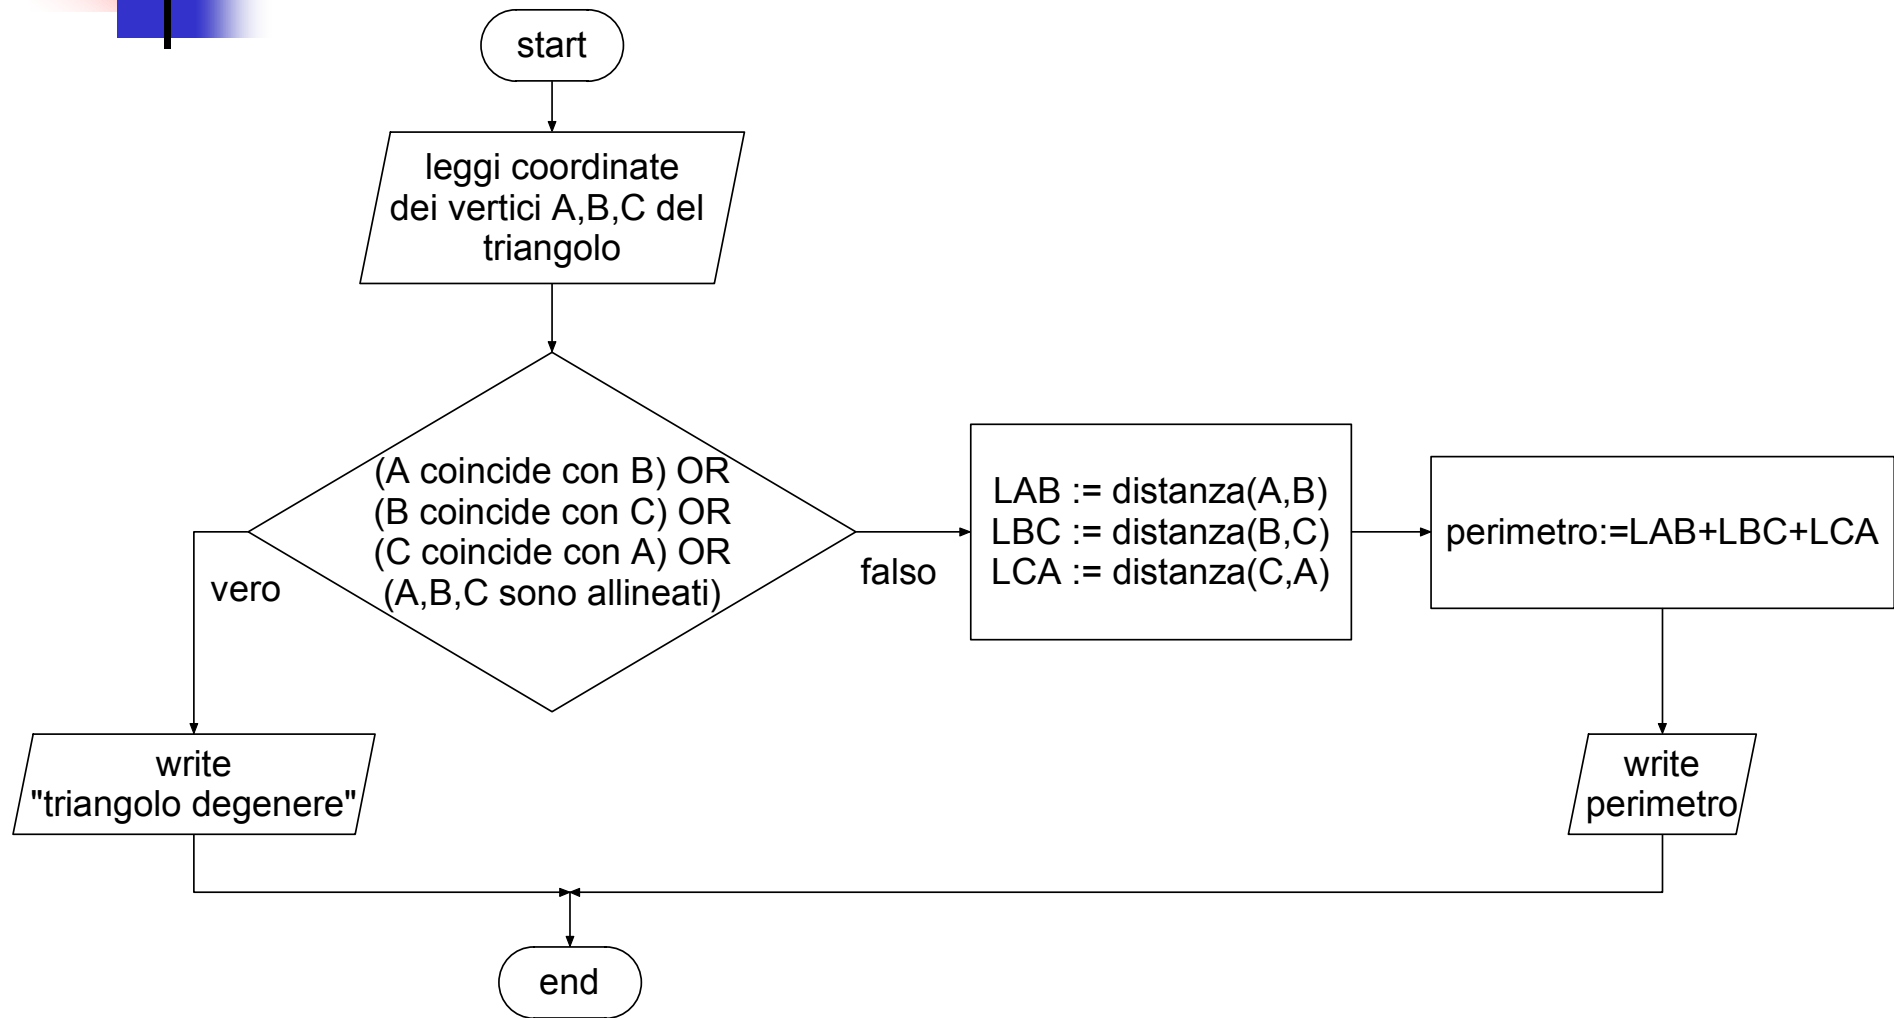 start
leggi coordinate
dei vertici A,B,C del
triangolo
(A coincide con B) OR
(B coincide con C) OR
(C coincide con A) OR
(A,B,C sono allineati)
vero
falso
LAB := distanza(A,B)
LBC := distanza(B,C)
LCA := distanza(C,A)
perimetro:=LAB+LBC+LCA
write
"triangolo degenere"
write
perimetro
end